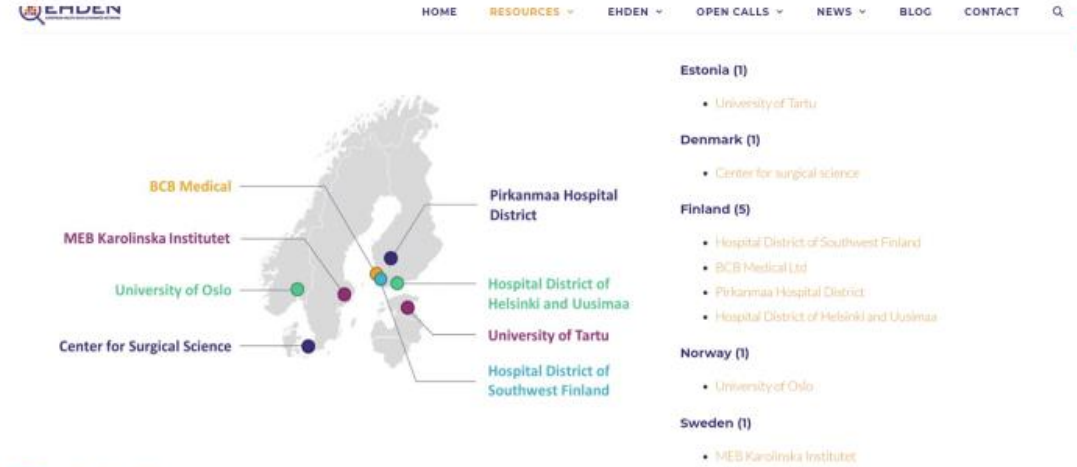 EHDEN
HOME RESOURCES EHDEN OPEN CALLS NEWS BLOG CONTACT
BCB Medical
MEB Karolinska Institutet
University of Oslo
Center for Surgical Science
Pirkanmaa Hospital
District
Hospital District of
Helsinki and Uusimaa
University of Tartu
Hospital District of
Southwest Finland
Estonia (1)
• University of Tartu
Denmark (1)
• Center for surgical science
Finland (5)
• Hospital District of Southwest Finland
• BCB Medical Ltd
• Pirkanmaa Hospital District
• Hospital District of Helsinki and Uusimaa
Norway (1)
• University of Oslo
Sweden (1)
• MEB Karolinska Institutet